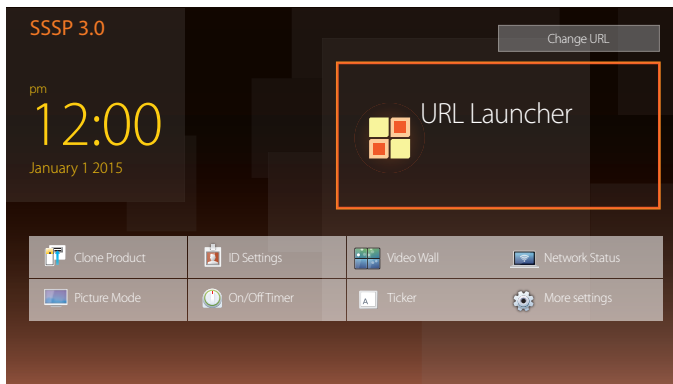 SSSP 3.0
Change URL
pm
12:00
January 1 2015
URL Launcher
Clone Product
ID Settings
Video Wall
Network Status
Picture Mode
On/Off Timer
A
Ticker
More settings